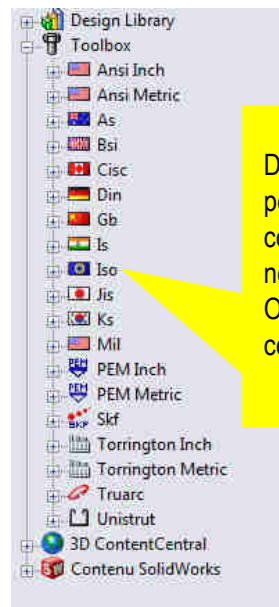 Design Library
Toolbox
Ansi Inch
Ansi Metric
As
Bsi
Cisc
Din
Gb
Is
Iso
Jis
Ks
Mil
PEM Inch
PEM Metric
Skf
Torrington Inch
Torrington Metric
Truarc
Unistrut
3D ContentCentral
Contenu SolidWorks